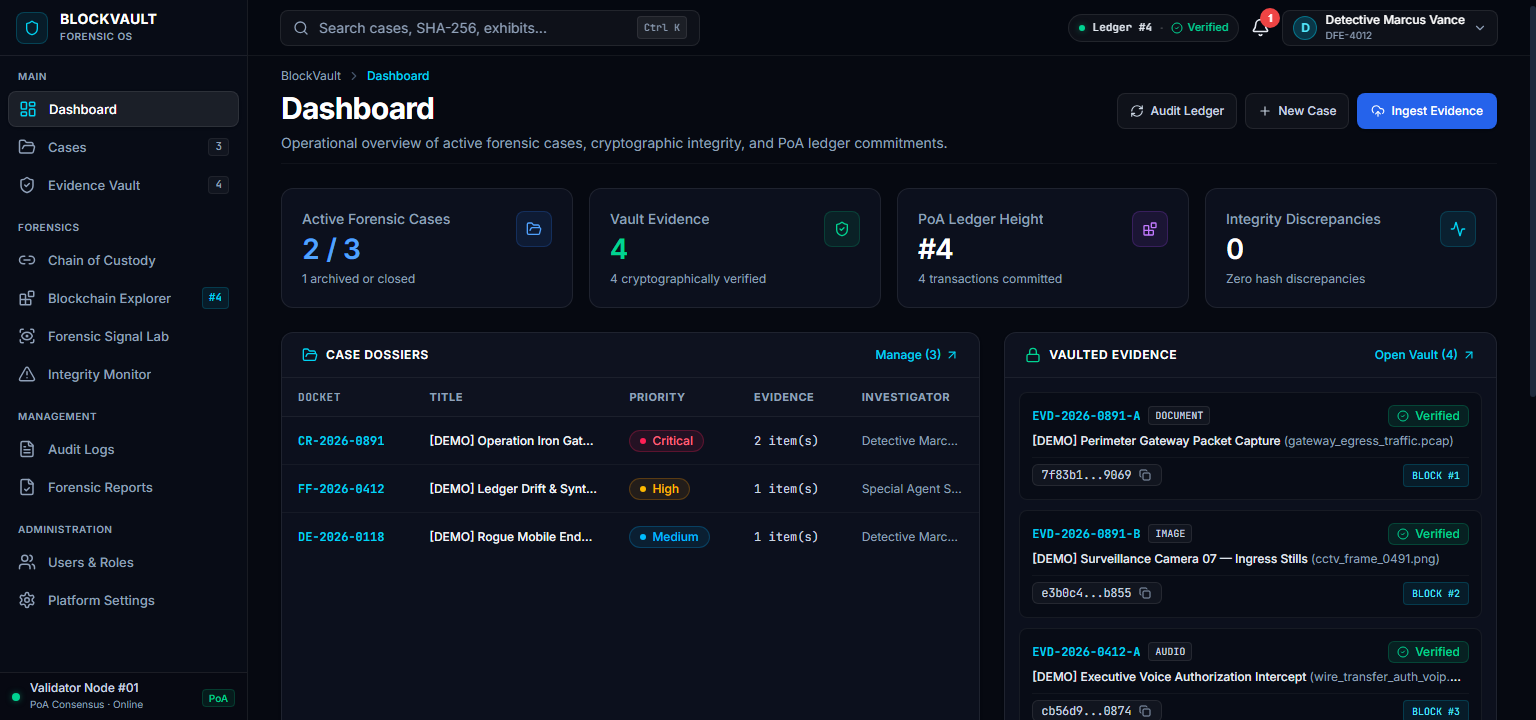 BLOCKVAULT
FORENSIC OS
Search cases, SHA-256, exhibits...
Ctrl K
Ledger #4 · Verified
1
D
Detective Marcus Vance
DFE-4012
MAIN
Dashboard
Cases 3
Evidence Vault 4
FORENSICS
Chain of Custody
Blockchain Explorer #4
Forensic Signal Lab
Integrity Monitor
MANAGEMENT
Audit Logs
Forensic Reports
ADMINISTRATION
Users & Roles
Platform Settings
Validator Node #01
PoA Consensus · Online
PoA
BlockVault > Dashboard
Dashboard
Operational overview of active forensic cases, cryptographic integrity, and PoA ledger commitments.
Audit Ledger
New Case
Ingest Evidence
Active Forensic Cases
2 / 3
1 archived or closed
Vault Evidence
4
4 cryptographically verified
PoA Ledger Height
#4
4 transactions committed
Integrity Discrepancies
0
Zero hash discrepancies
CASE DOSSIERS
Manage (3)
DOCKET TITLE PRIORITY EVIDENCE INVESTIGATOR
CR-2026-0891 [DEMO] Operation Iron Gat... Critical 2 item(s) Detective Marc...
FF-2026-0412 [DEMO] Ledger Drift & Synt... High 1 item(s) Special Agent S...
DE-2026-0118 [DEMO] Rogue Mobile End... Medium 1 item(s) Detective Marc...
VAULTED EVIDENCE
Open Vault (4)
EVD-2026-0891-A DOCUMENT Verified
[DEMO] Perimeter Gateway Packet Capture (gateway_egress_traffic.pcap)
7f83b1...9069 BLOCK #1
EVD-2026-0891-B IMAGE Verified
[DEMO] Surveillance Camera 07 — Ingress Stills (cctv_frame_0491.png)
e3b0c4...b855 BLOCK #2
EVD-2026-0412-A AUDIO Verified
[DEMO] Executive Voice Authorization Intercept (wire_transfer_auth_voip....
cb56d9...0874 BLOCK #3